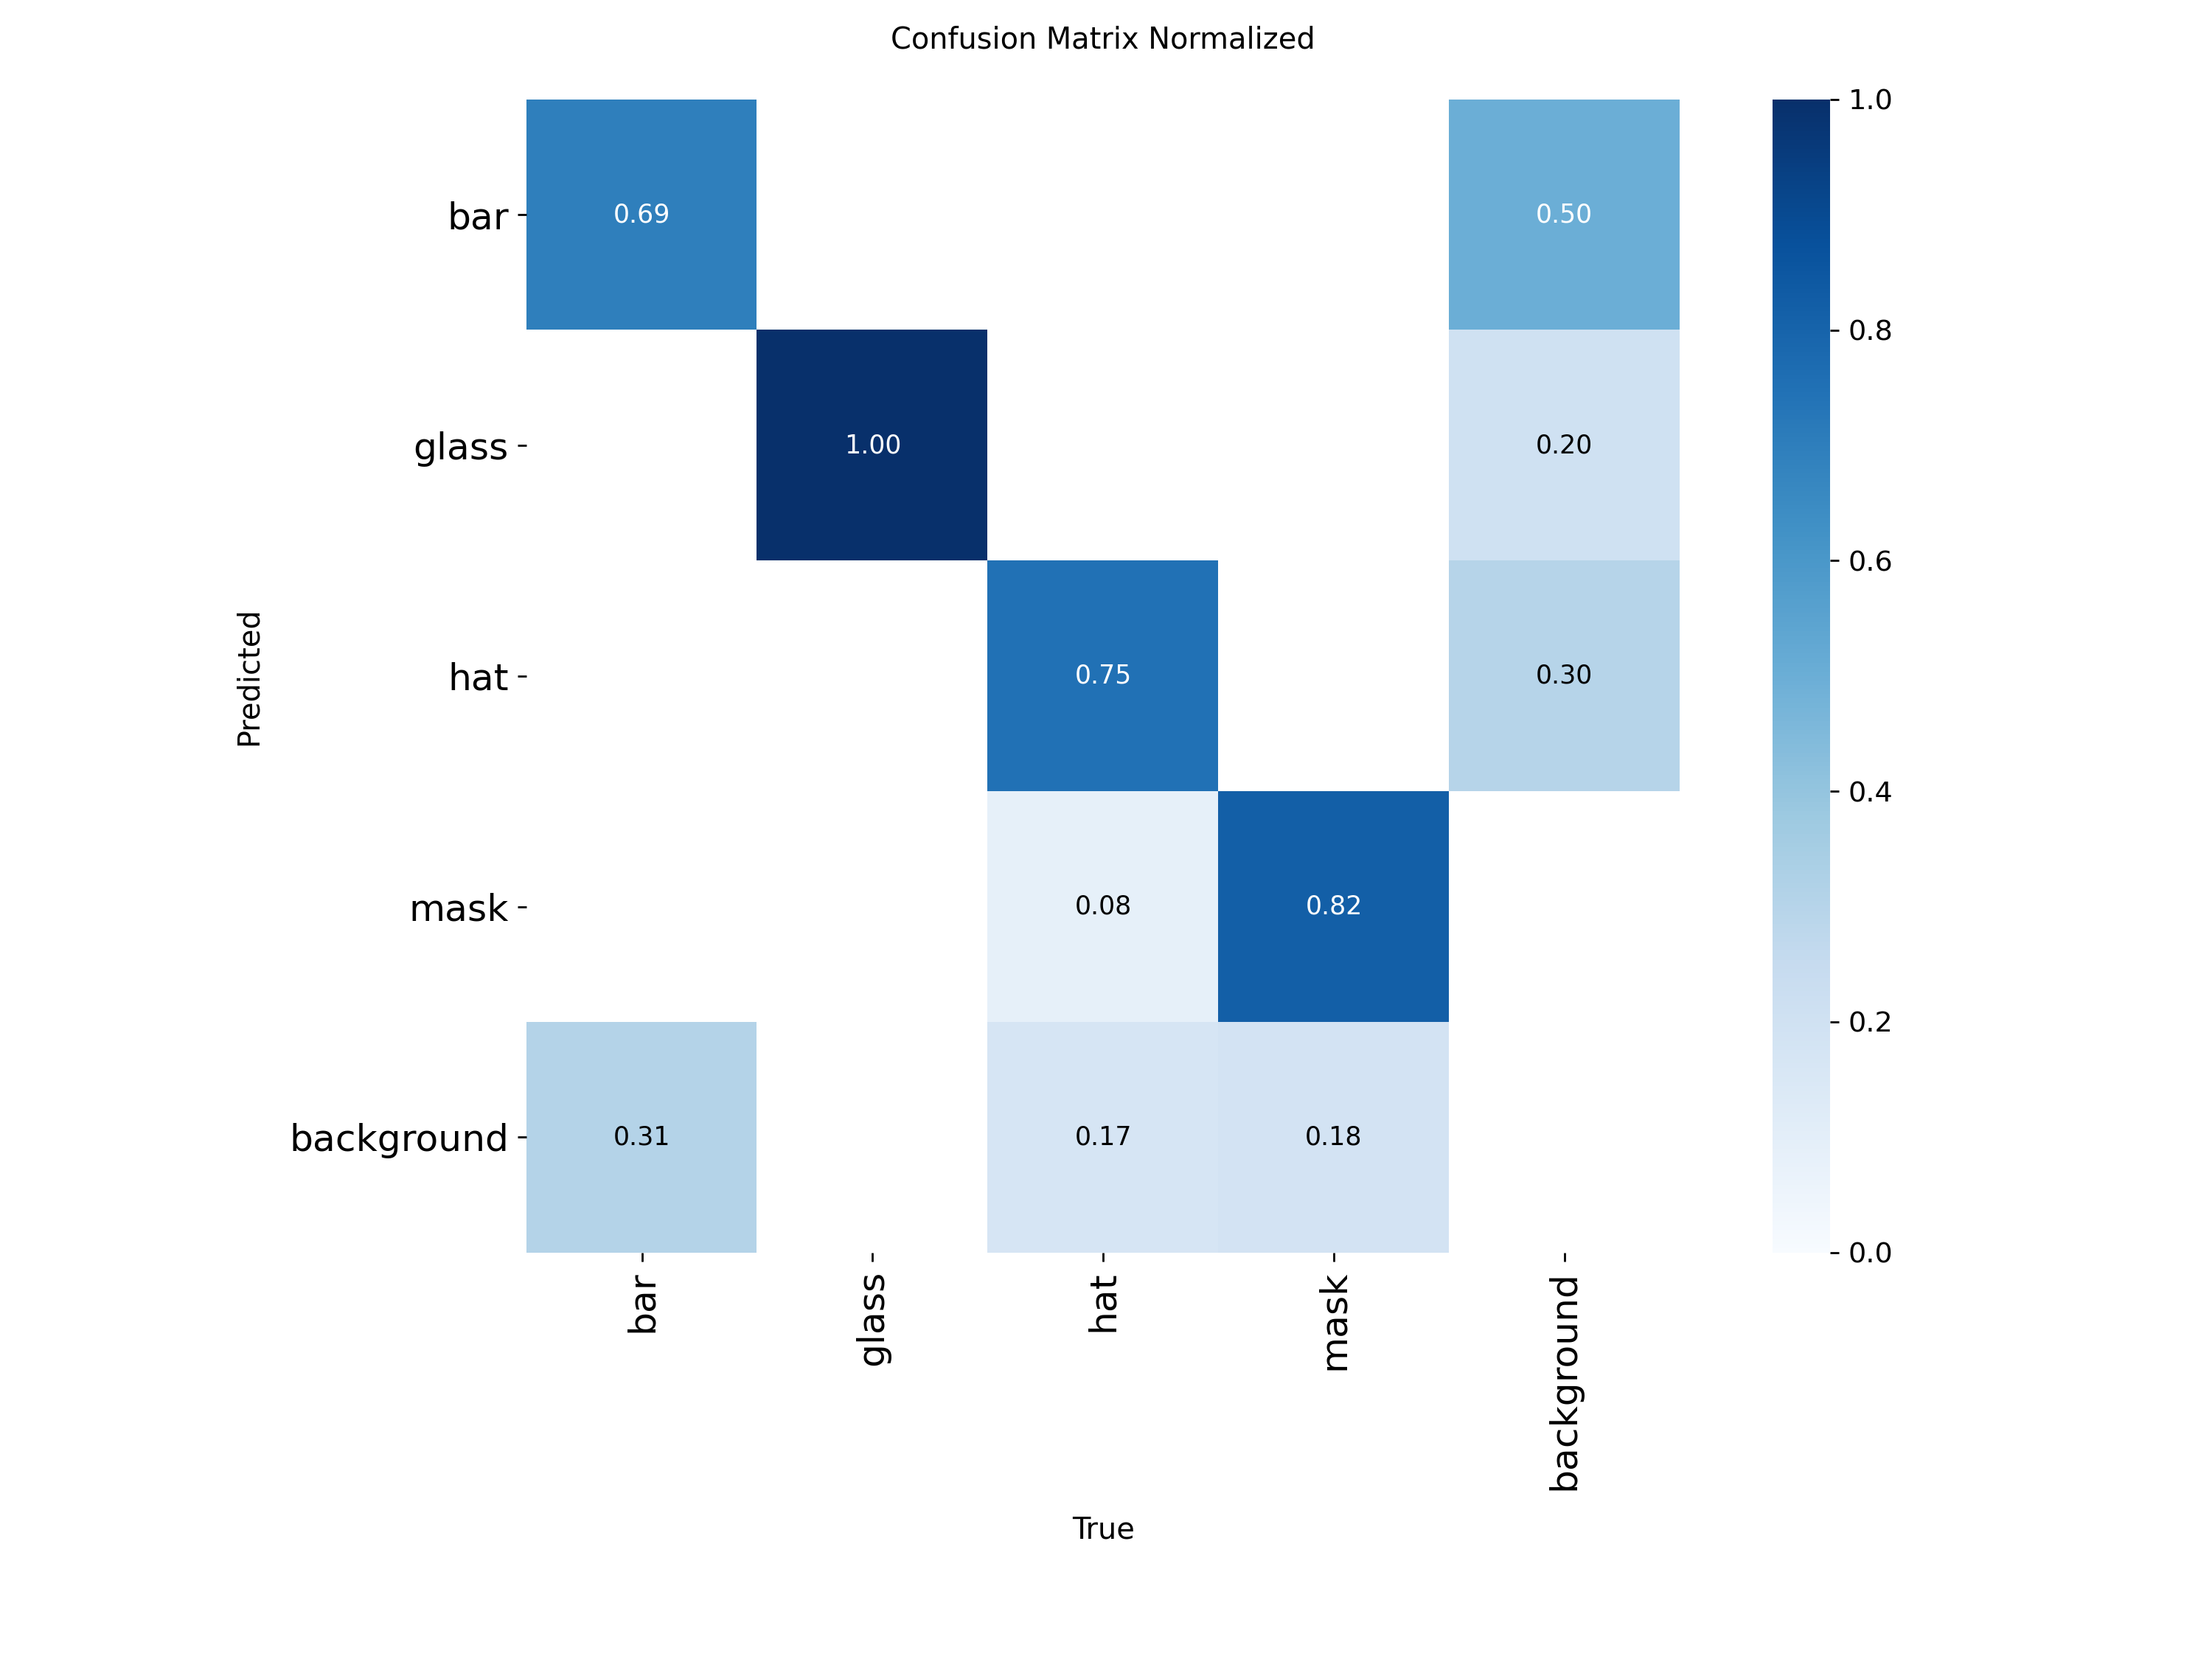 Confusion Matrix Normalized
1.0
0.8
0.6
0.4
0.2
0.0
Predicted
bar
0.69
0.50
glass
1.00
0.20
hat
0.75
0.30
mask
0.08
0.82
background
0.31
0.17
0.18
bar
glass
hat
mask
background
True